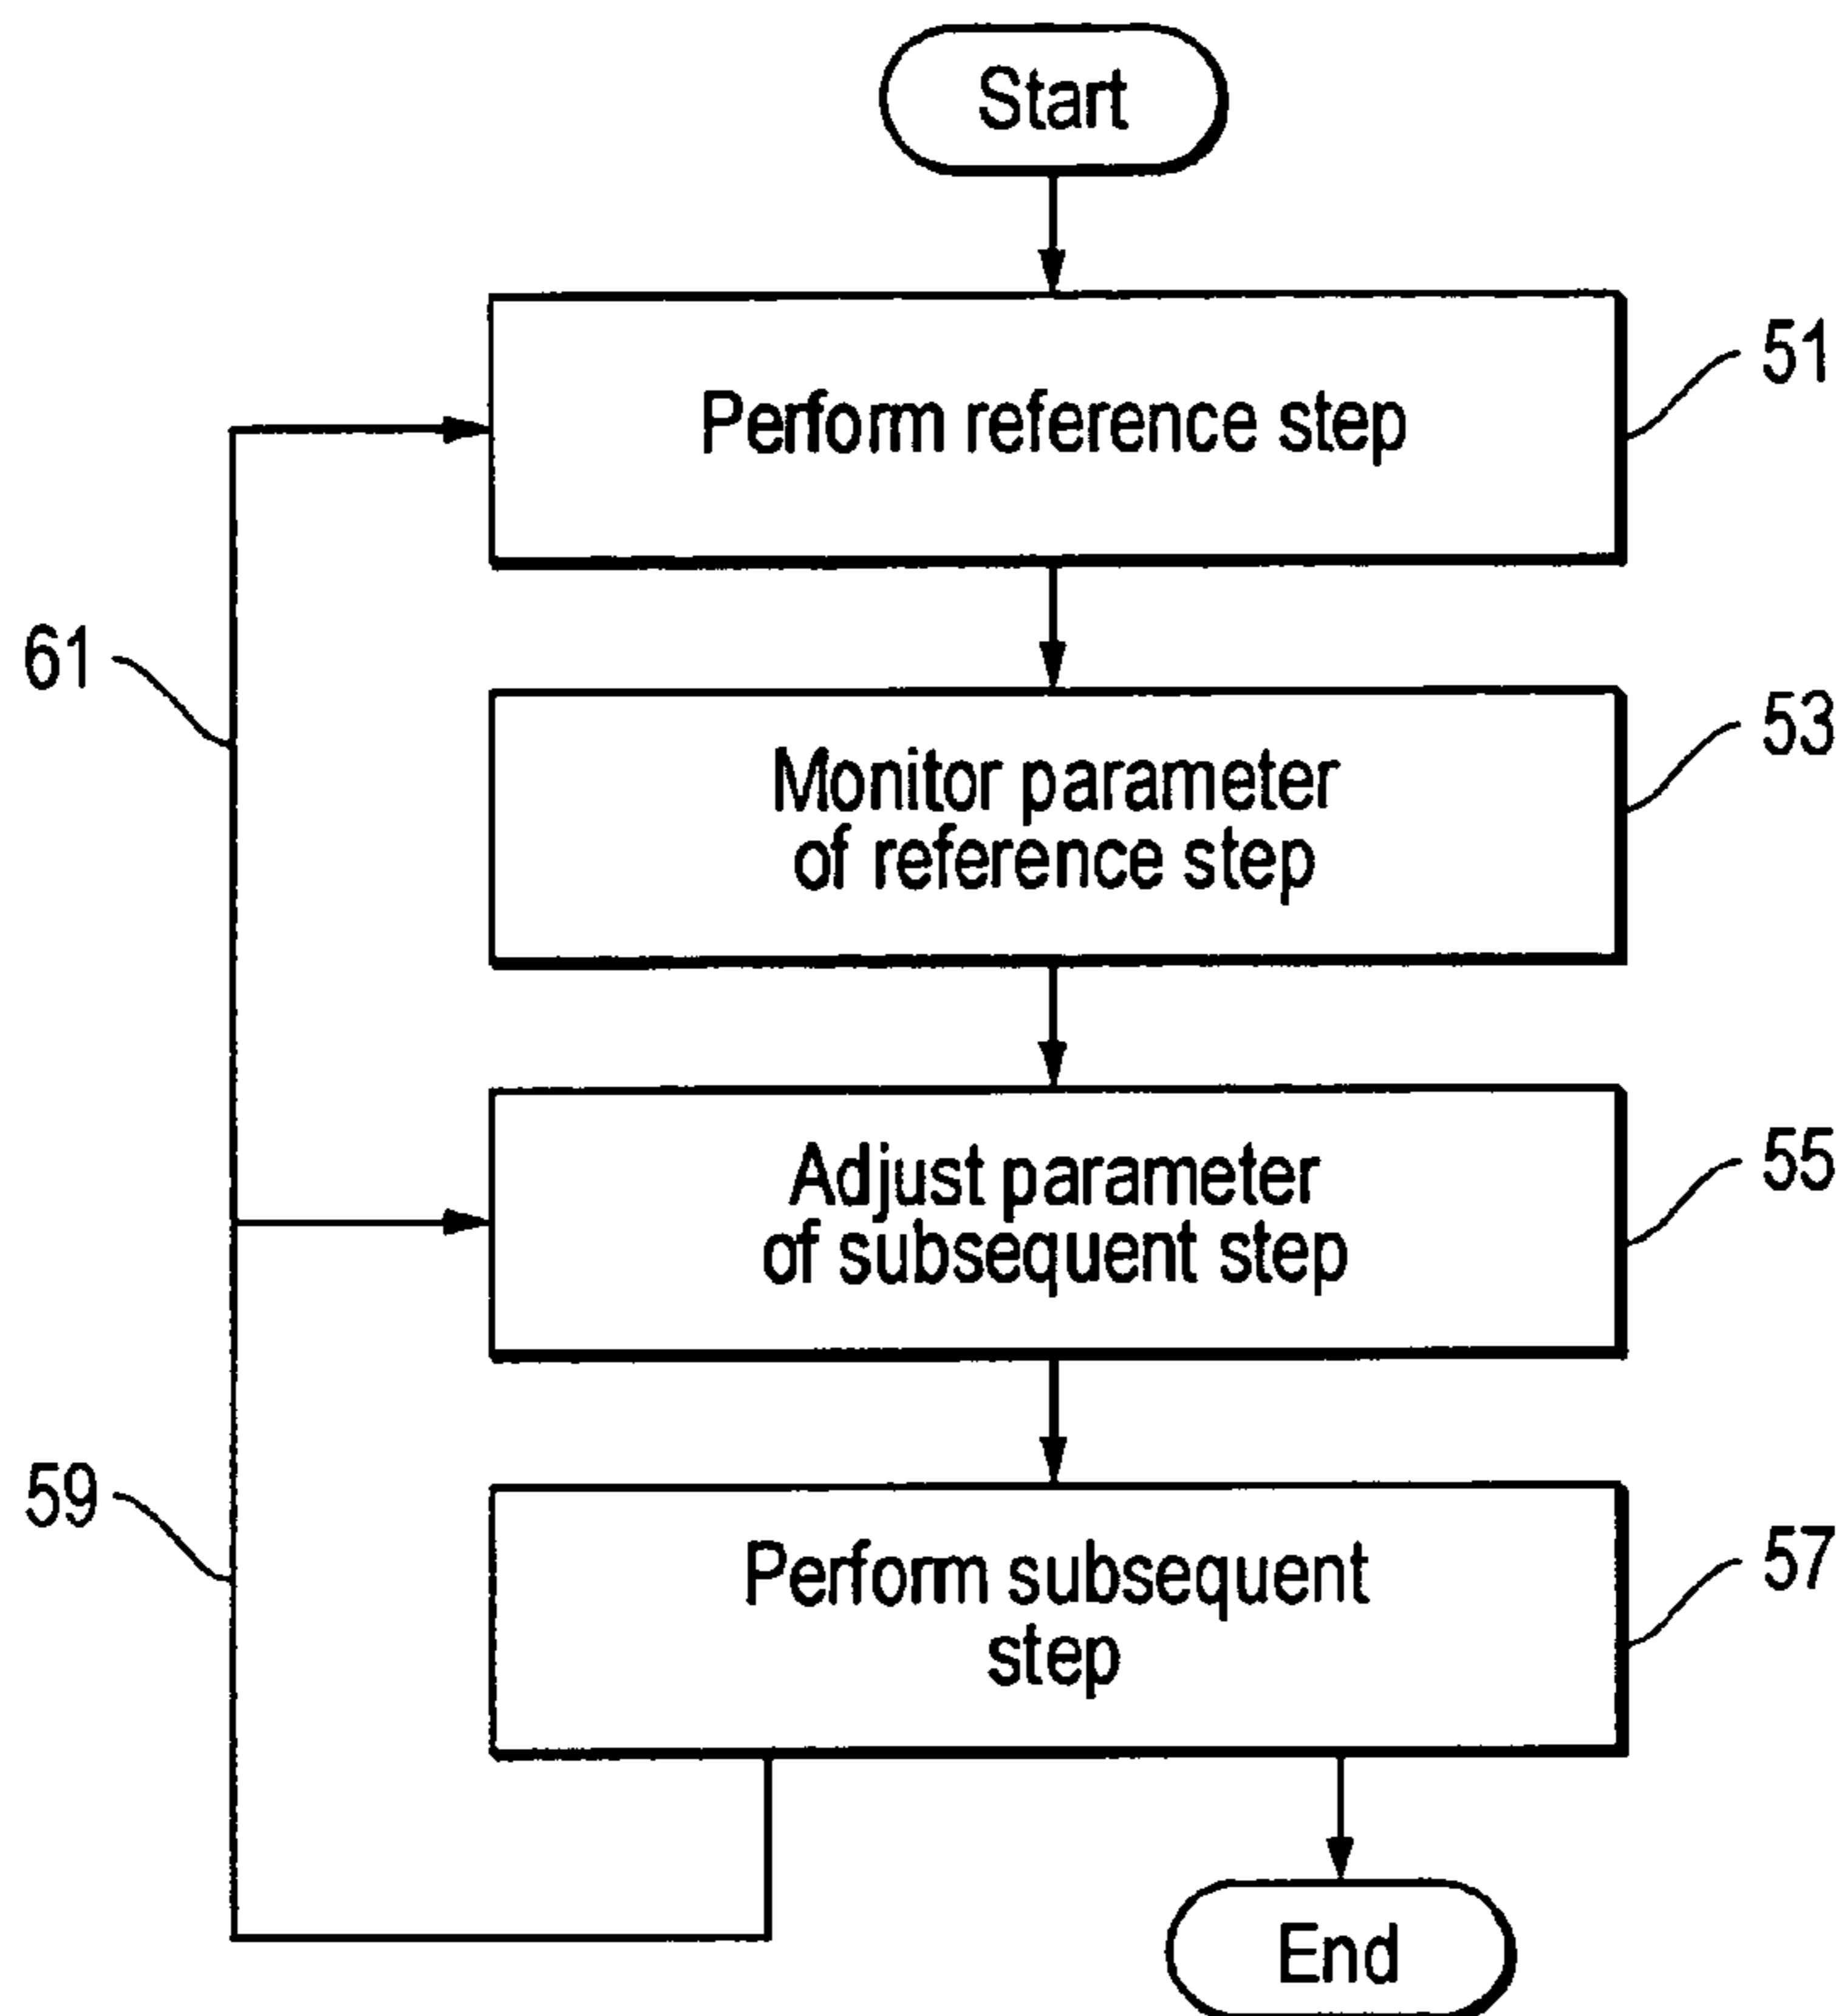 Start
Perform reference step
51
61
Monitor parameter
of reference step
53
Adjust parameter
of subsequent step
55
59
Perform subsequent
step
57
End